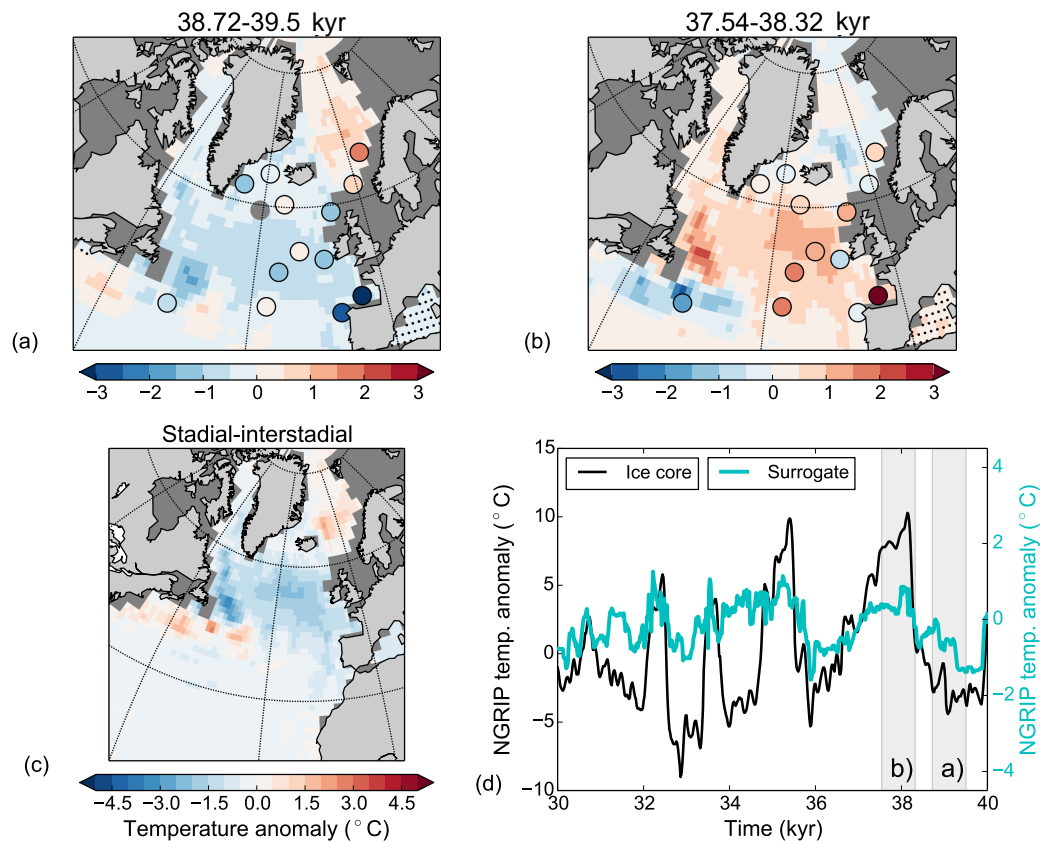 38.72-39.5 kyr
37.54-38.32 kyr
(a)
(b)
−3 −2 −1 0 1 2 3
−3 −2 −1 0 1 2 3
Stadial-interstadial
(c)
−4.5 −3.0 −1.5 0.0 1.5 3.0 4.5
Temperature anomaly (°C)
Ice core
Surrogate
NGRIP temp. anomaly (°C)
15
10
5
0
−5
−10
NGRIP temp. anomaly (°C)
4
2
0
−2
−4
b)
a)
(d)
30 32 34 36 38 40
Time (kyr)